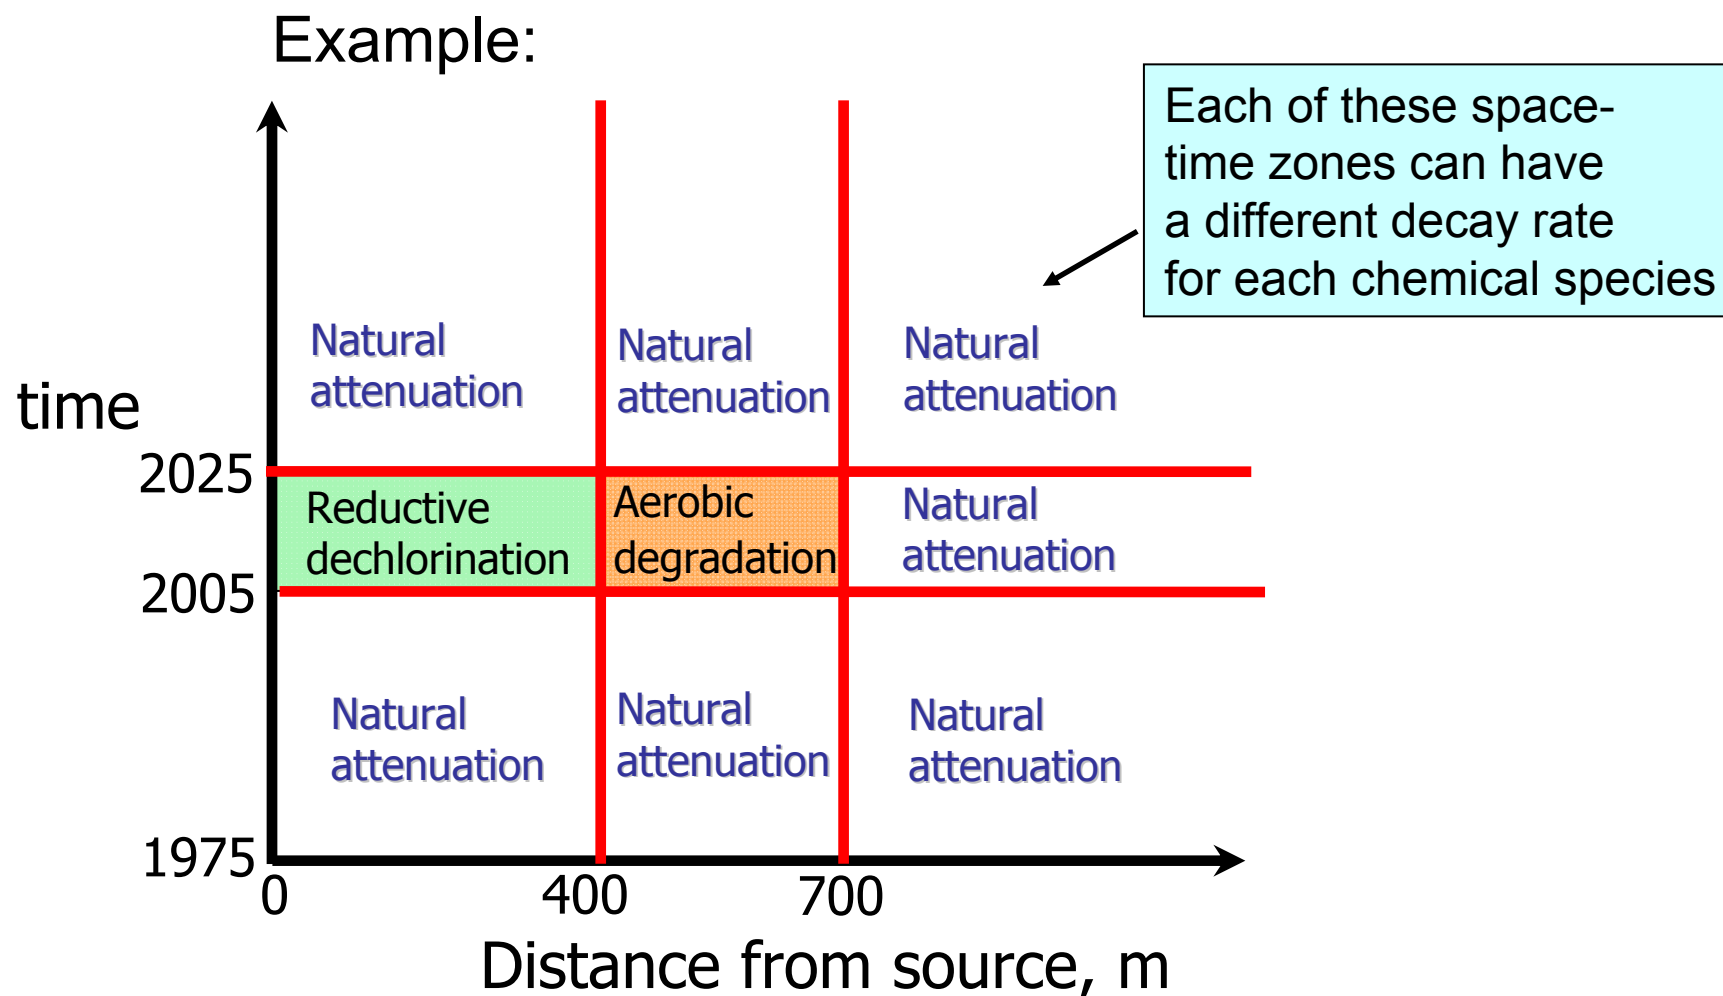 Example:
Each of these space-
time zones can have
a different decay rate
for each chemical species
Natural
attenuation
Natural
attenuation
Natural
attenuation
time
2025
Reductive
dechlorination
Aerobic
degradation
Natural
attenuation
2005
Natural
attenuation
Natural
attenuation
Natural
attenuation
1975
0
400
700
Distance from source, m